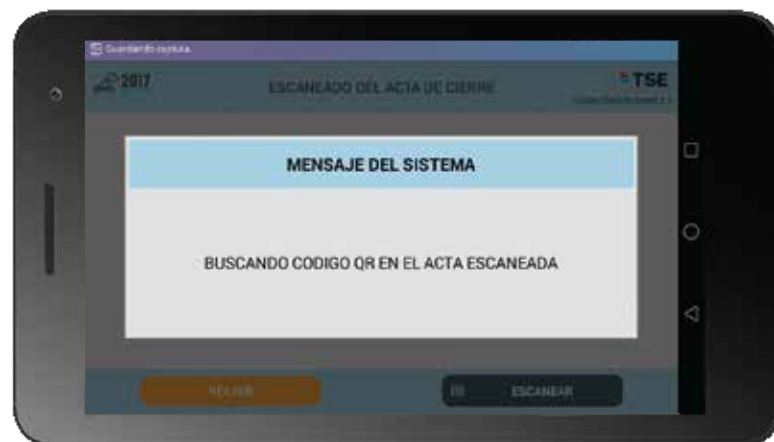 Guardando captura.
2017
ESCANEADO DEL ACTA DE CIERRE
TSE
MENSAJE DEL SISTEMA
BUSCANDO CODIGO QR EN EL ACTA ESCANEADA
ESCANEAR